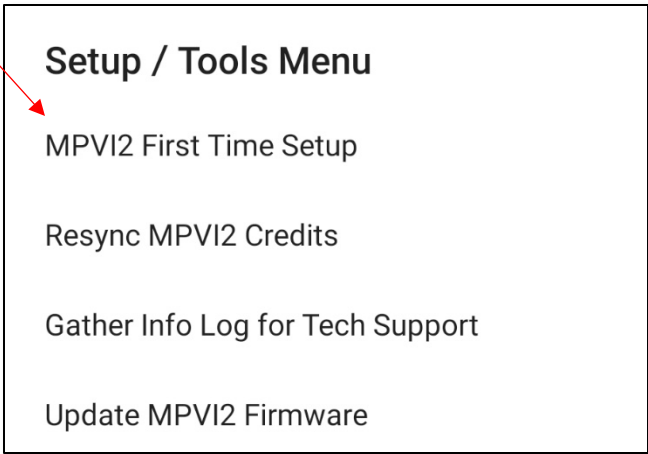 Setup / Tools Menu
MPVI2 First Time Setup
Resync MPVI2 Credits
Gather Info Log for Tech Support
Update MPVI2 Firmware